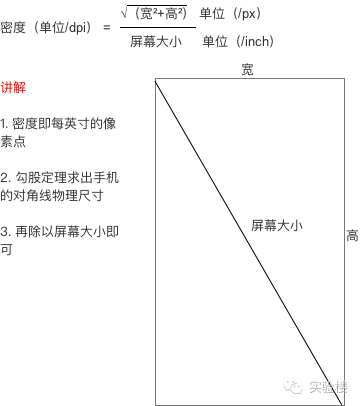 密度（单位/dpi） = √（宽²+高²） 单位（/px）
屏幕大小 单位（/inch）
讲解
1. 密度即每英寸的像
素点
2. 勾股定理求出手机
的对角线物理尺寸
3. 再除以屏幕大小即
可
宽
屏幕大小
高
实验楼